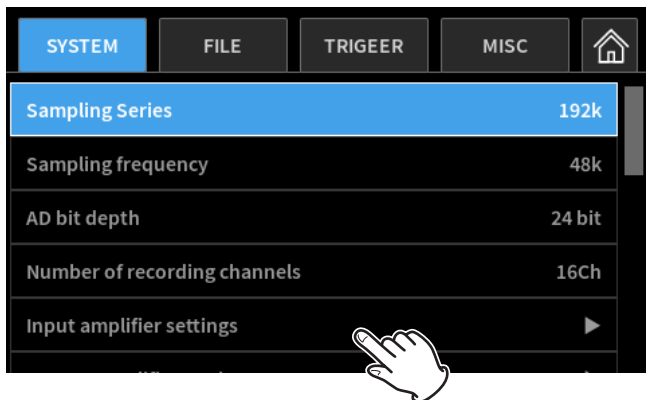 SYSTEM FILE TRIGEER MISC
Sampling Series 192k
Sampling frequency 48k
AD bit depth 24 bit
Number of recording channels 16Ch
Input amplifier settings